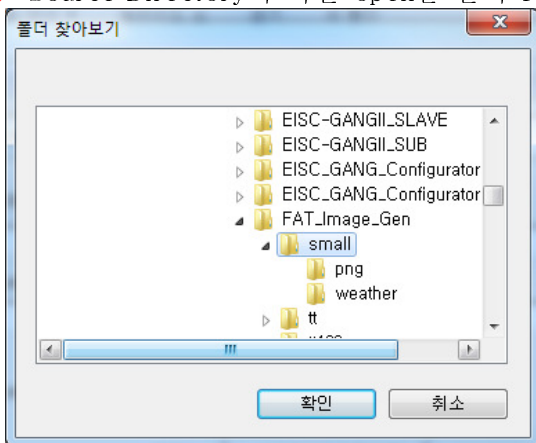 폴더 찾아보기
EISC-GANGII_SLAVE
EISC-GANGII_SUB
EISC_GANG_Configurator
EISC_GANG_Configurator
FAT_Image_Gen
small
png
weather
tt
확인
취소